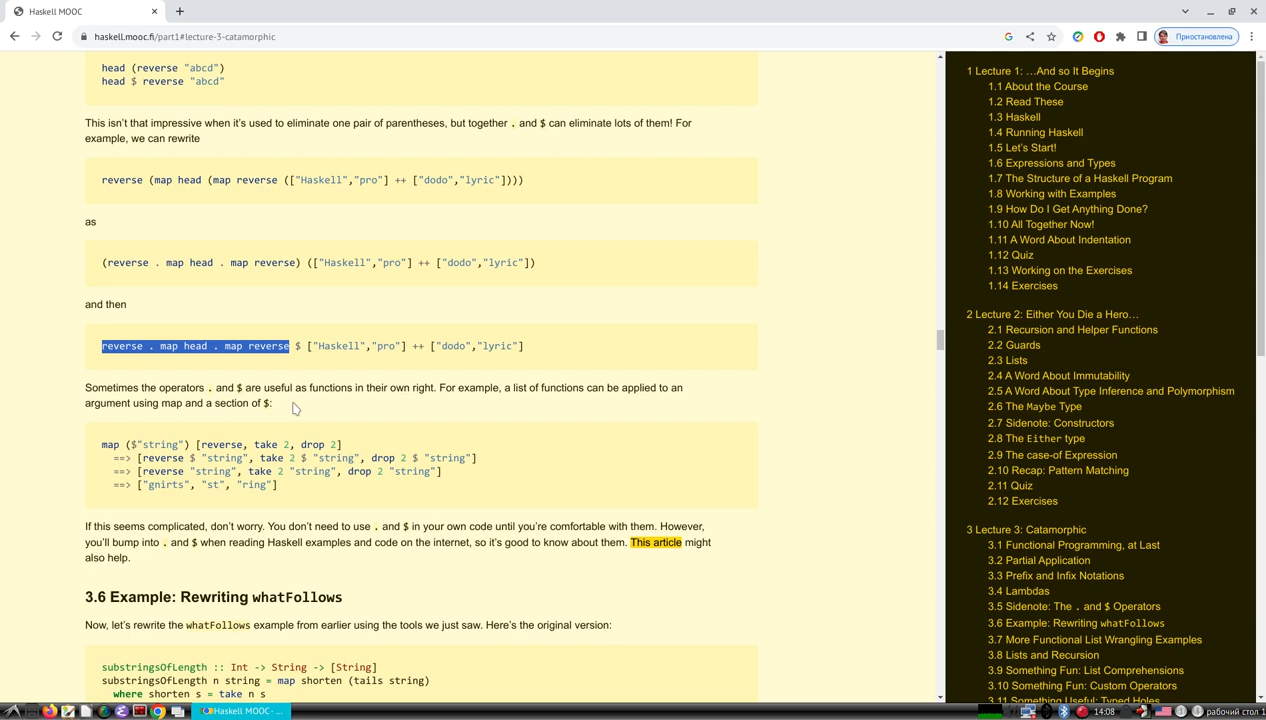 Haskell MOOC
haskell.mooc.fi/part1#lecture-3-catamorphic
Приостановлена
head (reverse "abcd")
head $ reverse "abcd"
This isn't that impressive when it's used to eliminate one pair of parentheses, but together . and $ can eliminate lots of them! For
example, we can rewrite
reverse (map head (map reverse (["Haskell","pro"] ++ ["dodo","lyric"])))
as
(reverse . map head . map reverse) (["Haskell","pro"] ++ ["dodo","lyric"])
and then
reverse . map head . map reverse $ ["Haskell","pro"] ++ ["dodo","lyric"]
Sometimes the operators . and $ are useful as functions in their own right. For example, a list of functions can be applied to an
argument using map and a section of $:
map ($"string") [reverse, take 2, drop 2]
==> [reverse $ "string", take 2 $ "string", drop 2 $ "string"]
==> [reverse "string", take 2 "string", drop 2 "string"]
==> ["gnirts", "st", "ring"]
If this seems complicated, don't worry. You don't need to use . and $ in your own code until you're comfortable with them. However,
you'll bump into . and $ when reading Haskell examples and code on the internet, so it's good to know about them. This article might
also help.
3.6 Example: Rewriting whatFollows
Now, let's rewrite the whatFollows example from earlier using the tools we just saw. Here's the original version:
substringsOfLength :: Int -> String -> [String]
substringsOfLength n string = map shorten (tails string)
where shorten s = take n s
1 Lecture 1: …And so It Begins
1.1 About the Course
1.2 Read These
1.3 Haskell
1.4 Running Haskell
1.5 Let's Start!
1.6 Expressions and Types
1.7 The Structure of a Haskell Program
1.8 Working with Examples
1.9 How Do I Get Anything Done?
1.10 All Together Now!
1.11 A Word About Indentation
1.12 Quiz
1.13 Working on the Exercises
1.14 Exercises
2 Lecture 2: Either You Die a Hero…
2.1 Recursion and Helper Functions
2.2 Guards
2.3 Lists
2.4 A Word About Immutability
2.5 A Word About Type Inference and Polymorphism
2.6 The Maybe Type
2.7 Sidenote: Constructors
2.8 The Either type
2.9 The case-of Expression
2.10 Recap: Pattern Matching
2.11 Quiz
2.12 Exercises
3 Lecture 3: Catamorphic
3.1 Functional Programming, at Last
3.2 Partial Application
3.3 Prefix and Infix Notations
3.4 Lambdas
3.5 Sidenote: The . and $ Operators
3.6 Example: Rewriting whatFollows
3.7 More Functional List Wrangling Examples
3.8 Lists and Recursion
3.9 Something Fun: List Comprehensions
3.10 Something Fun: Custom Operators
3.11 Something Useful: Typed Holes
Haskell MOOC-
14:08
рабочий стол 1